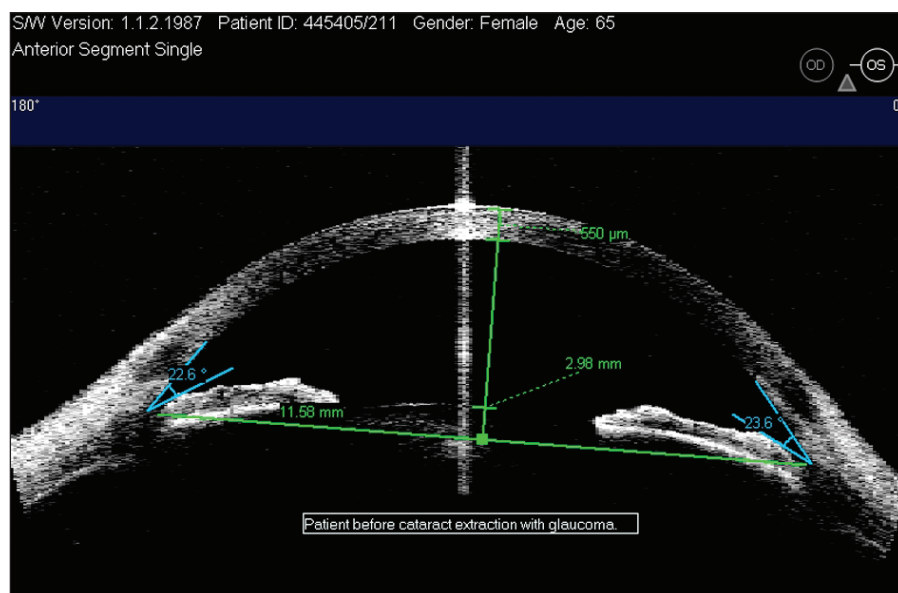 S/W Version: 1.1.2.1987 Patient ID: 445405/211 Gender: Female Age: 65
Anterior Segment Single
OD OS
180°
550 µm
2.98 mm
22.6 °
11.58 mm
23.6 °
Patient before cataract extraction with glaucoma.